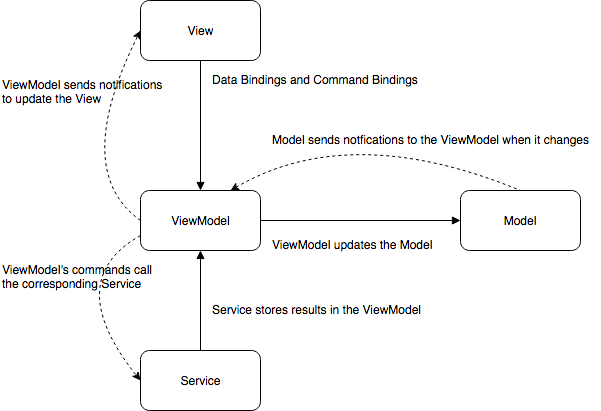 View
ViewModel sends notifications
to update the View
Data Bindings and Command Bindings
Model sends notfications to the ViewModel when it changes
ViewModel
Model
ViewModel updates the Model
ViewModel's commands call
the corresponding Service
Service stores results in the ViewModel
Service